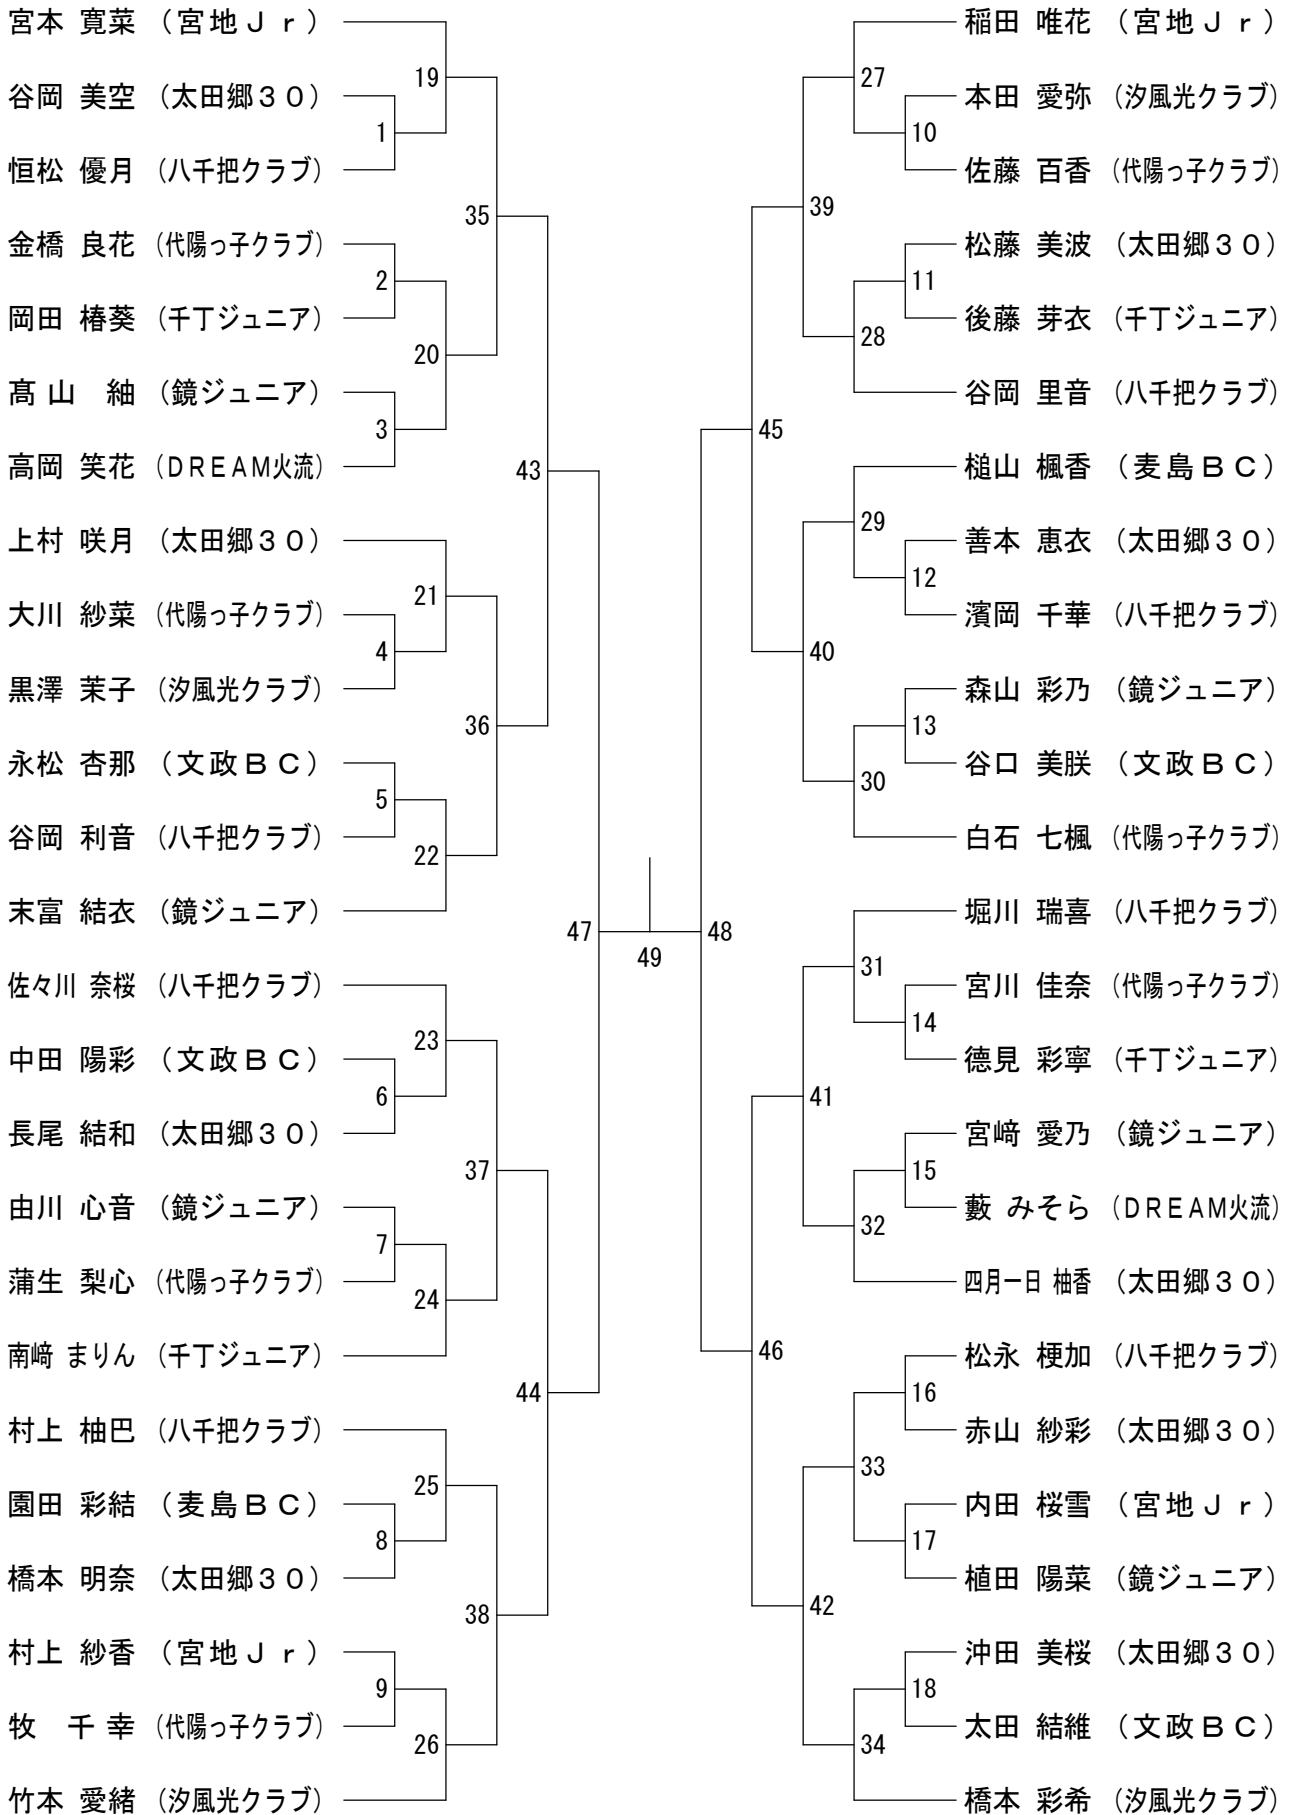 宮本 寛菜 （宮地Ｊｒ）
19
谷岡 美空 （太田郷３０）
1
恒松 優月 （八千把クラブ）
35
金橋 良花 （代陽っ子クラブ）
2
岡田 椿葵 （千丁ジュニア）
20
髙山 紬 （鏡ジュニア）
3
高岡 笑花 （ＤＲＥＡＭ火流）
43
上村 咲月 （太田郷３０）
21
大川 紗菜 （代陽っ子クラブ）
4
黒澤 茉子 （汐風光クラブ）
36
永松 杏那 （文政ＢＣ）
5
谷岡 利音 （八千把クラブ）
22
末富 結衣 （鏡ジュニア）
47
佐々川 奈桜 （八千把クラブ）
23
中田 陽彩 （文政ＢＣ）
6
長尾 結和 （太田郷３０）
37
由川 心音 （鏡ジュニア）
7
蒲生 梨心 （代陽っ子クラブ）
24
南﨑 まりん （千丁ジュニア）
44
村上 柚巴 （八千把クラブ）
25
園田 彩結 （麦島ＢＣ）
8
橋本 明奈 （太田郷３０）
38
村上 紗香 （宮地Ｊｒ）
9
牧 千幸 （代陽っ子クラブ）
26
竹本 愛緒 （汐風光クラブ）
49
稲田 唯花 （宮地Ｊｒ）
27
本田 愛弥 （汐風光クラブ）
10
佐藤 百香 （代陽っ子クラブ）
39
松藤 美波 （太田郷３０）
11
後藤 芽衣 （千丁ジュニア）
28
谷岡 里音 （八千把クラブ）
45
槌山 楓香 （麦島ＢＣ）
29
善本 恵衣 （太田郷３０）
12
濱岡 千華 （八千把クラブ）
40
森山 彩乃 （鏡ジュニア）
13
谷口 美朕 （文政ＢＣ）
30
白石 七楓 （代陽っ子クラブ）
48
堀川 瑞喜 （八千把クラブ）
31
宮川 佳奈 （代陽っ子クラブ）
14
德見 彩寧 （千丁ジュニア）
41
宮﨑 愛乃 （鏡ジュニア）
15
藪 みそら （ＤＲＥＡＭ火流）
32
四月一日 柚香 （太田郷３０）
46
松永 梗加 （八千把クラブ）
16
赤山 紗彩 （太田郷３０）
33
内田 桜雪 （宮地Ｊｒ）
17
植田 陽菜 （鏡ジュニア）
42
沖田 美桜 （太田郷３０）
18
太田 結維 （文政ＢＣ）
34
橋本 彩希 （汐風光クラブ）